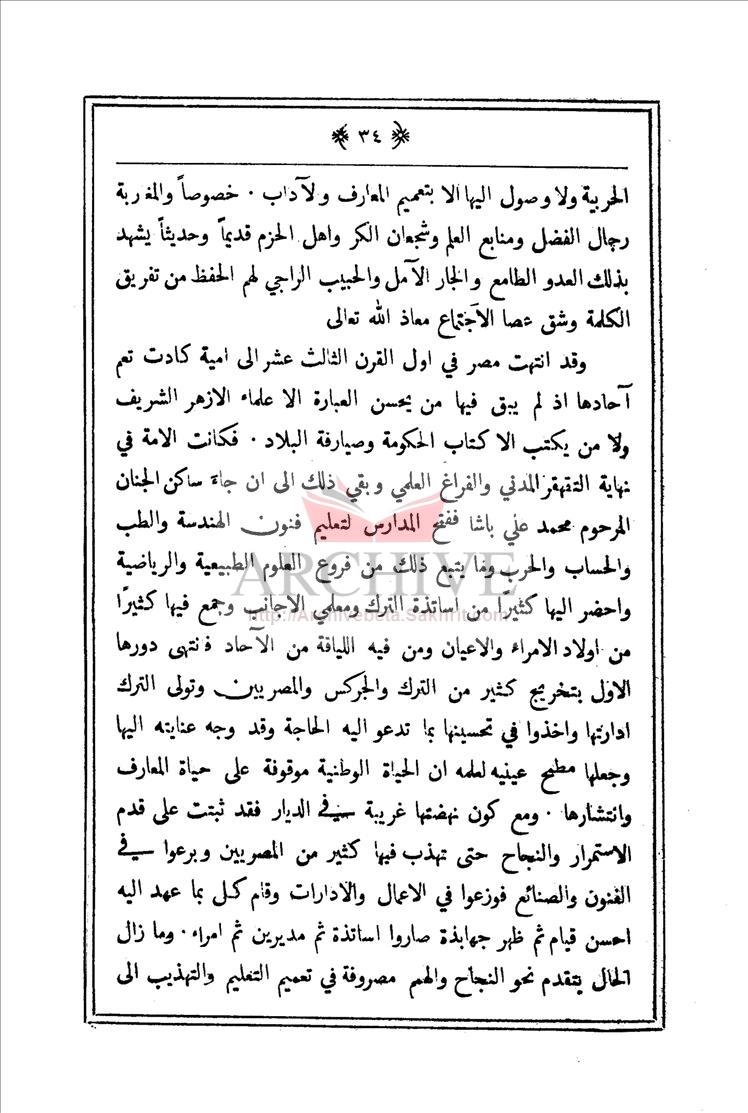 ٣٤
الحربية ولا وصول اليها الا بتعميم المعارف والآداب . خصوصاً والمغربة
رجال الفضل ومنابع العلم وشجعان الكر واهل الحزم قديماً وحديثاً يشهد
بذلك العدو الطامع والجار الآمل والحبيب الراجي لهم الحفظ من تفريق
الكلمة وشق عصا الاجتماع معاذ الله تعالى
وقد انتهت مصر في اول القرن الثالث عشر الى امية كادت تعم
آحادها اذ لم يبق فيها من يحسن العبارة الا علماء الازهر الشريف
ولا من يكتب الا كتاب الحكومة وصيارفة البلاد . فكانت الامة في
نهاية التقهقر المدني والفراغ العلمي وبقي ذلك الى ان جاء ساكن الجنان
المرحوم محمد علي باشا ففتح المدارس لتعليم فنون الهندسة والطب
والحساب والحرب وما يتبع ذلك من فروع العلوم الطبيعية والرياضية
واحضر اليها كثيرًا من اساتذة الترك ومعلمي الاجانب وجمع فيها كثيرًا
من اولاد الامراء والاعيان ومن فيه اللياقة من الآحاد فانتهى دورها
الاول بتخريج كثير من الترك والجركس والمصريين وتولى الترك
ادارتها واخذوا في تحسينها بما تدعو اليه الحاجة وقد وجه عنايته اليها
وجعلها مطمح عينيه لعلمه ان الحياة الوطنية موقوفة على حياة المعارف
وانتشارها . ومع كون نهضتها غريبة في الديار فقد ثبتت على قدم
الاستمرار والنجاح حتى تهذب فيها كثير من المصريين وبرعوا في
الفنون والصنائع فوزعوا في الاعمال والادارات وقام كل بما عهد اليه
احسن قيام ثم ظهر جهابذة صاروا اساتذة ثم مديرين ثم امراء . وما زال
الحال يتقدم نحو النجاح والهمم مصروفة في تعميم التعليم والتهذيب الى
ARCHIVE
http://Archivebeta.Sakhrit.com